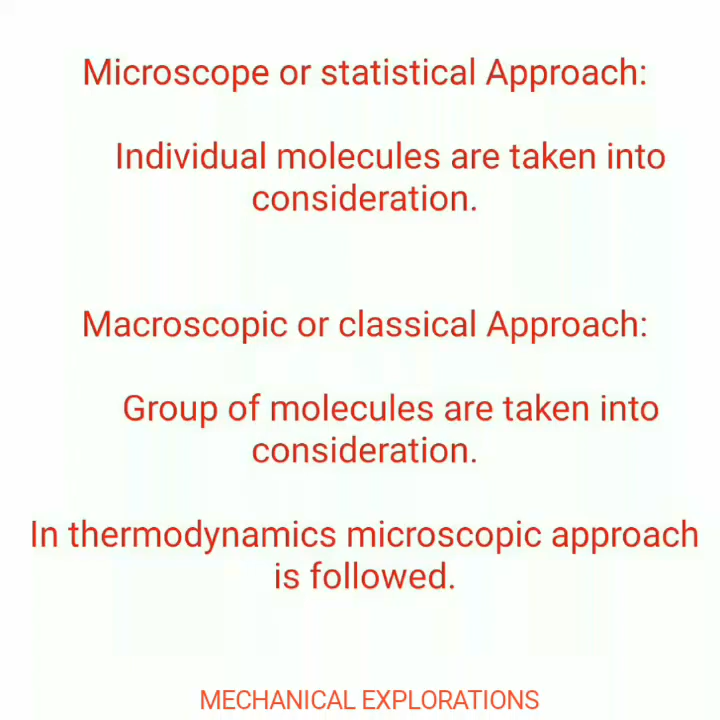 Microscope or statistical Approach:
Individual molecules are taken into
consideration.
Macroscopic or classical Approach:
Group of molecules are taken into
consideration.
In thermodynamics microscopic approach
is followed.
MECHANICAL EXPLORATIONS